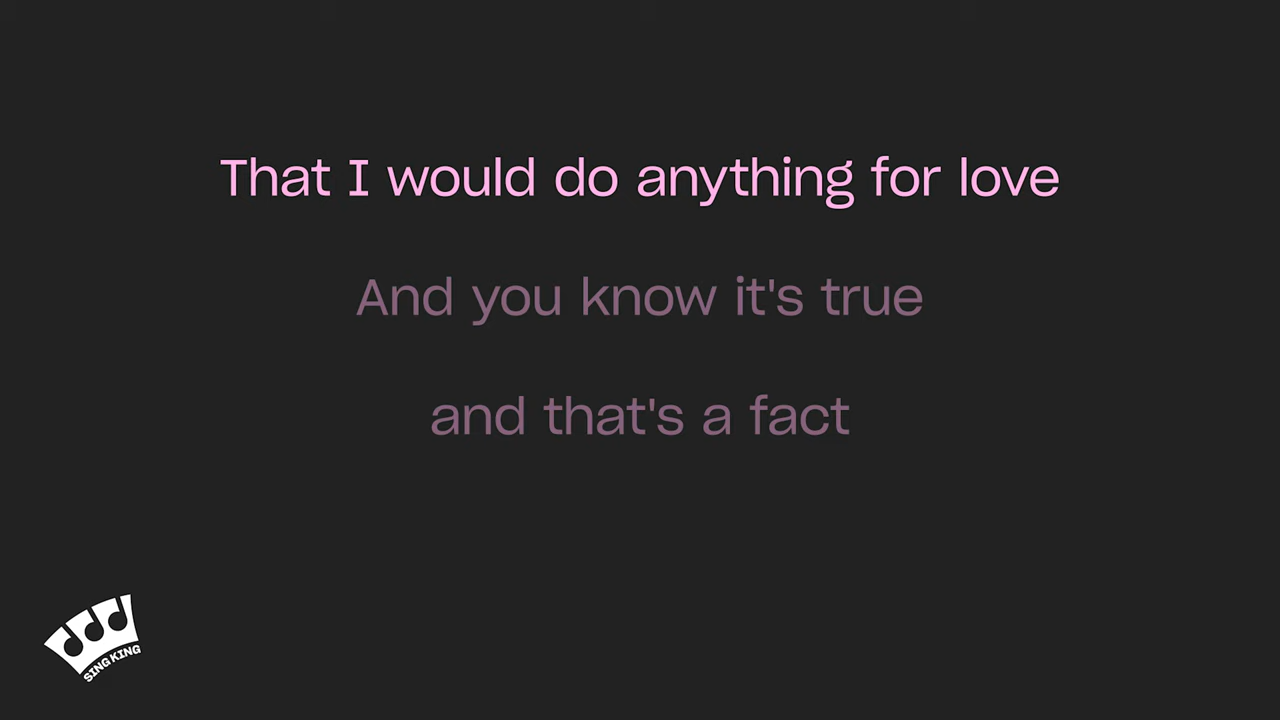 That I would do anything for love
And you know it's true
and that's a fact
SING KING